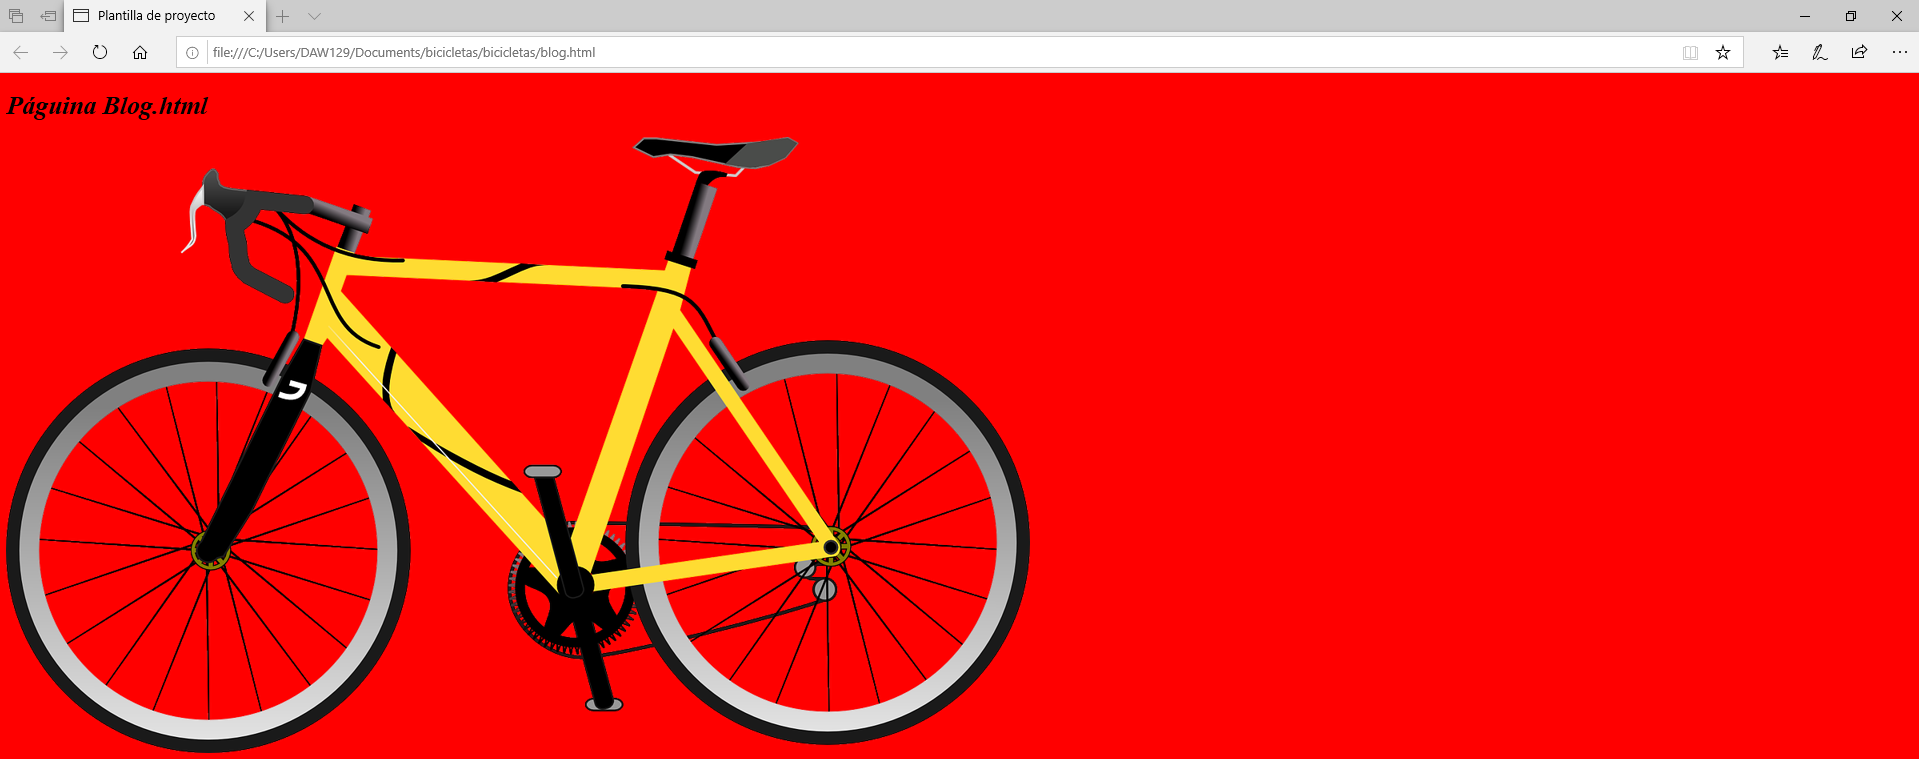 Plantilla de proyecto
file:///C:/Users/DAW129/Documents/bicicletas/bicicletas/blog.html
Páguina Blog.html